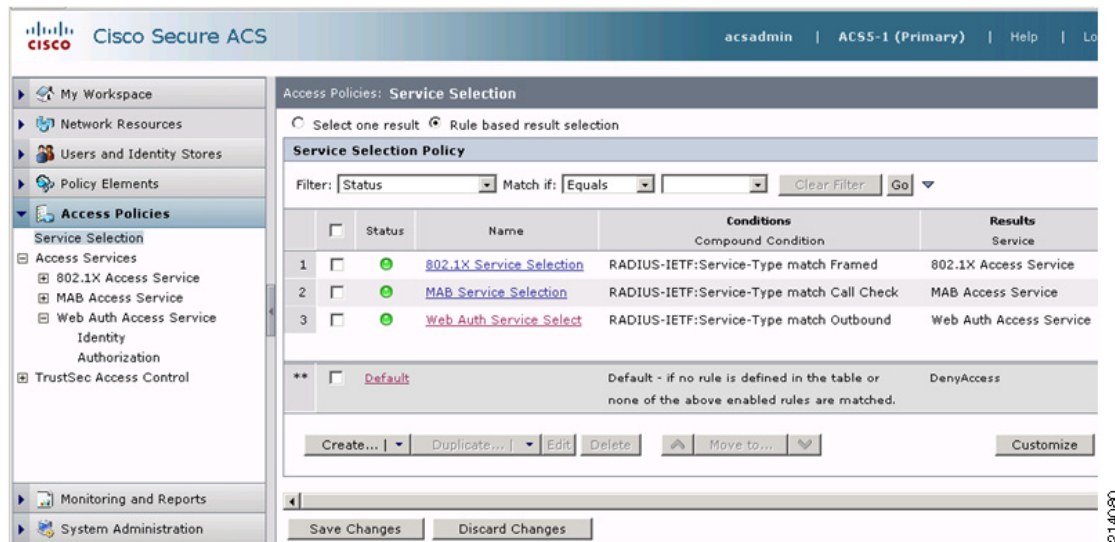 CISCO Cisco Secure ACS
acsadmin | ACS5-1 (Primary) | Help | Lo
My Workspace
Network Resources
Users and Identity Stores
Policy Elements
Access Policies
Service Selection
Access Services
802.1X Access Service
MAB Access Service
Web Auth Access Service
Identity
Authorization
TrustSec Access Control
Monitoring and Reports
System Administration
Access Policies: Service Selection
Select one result Rule based result selection
Service Selection Policy
Filter: Status Match if: Equals Clear Filter Go
Status Name Conditions Results
Compound Condition Service
1 802.1X Service Selection RADIUS-IETF:Service-Type match Framed 802.1X Access Service
2 MAB Service Selection RADIUS-IETF:Service-Type match Call Check MAB Access Service
3 Web Auth Service Select RADIUS-IETF:Service-Type match Outbound Web Auth Access Service
** Default Default - if no rule is defined in the table or DenyAccess
none of the above enabled rules are matched.
Create... | Duplicate... | Edit Delete Move to... Customize
Save Changes Discard Changes
214080